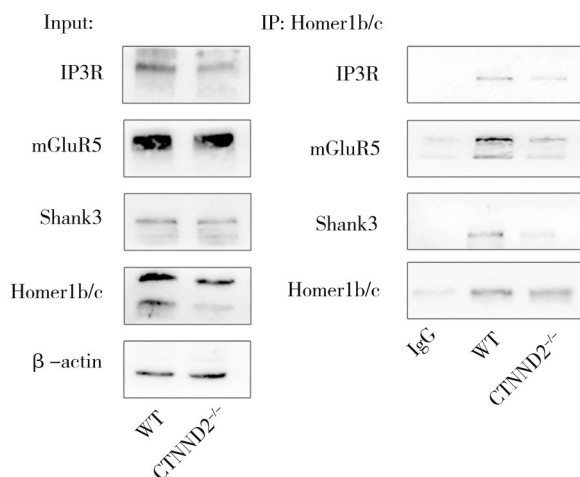 Input:
IP3R
mGluR5
Shank3
Homer1b/c
β-actin
WT
CTNND2⁻/⁻
IP: Homer1b/c
IP3R
mGluR5
Shank3
Homer1b/c
IgG
WT
CTNND2⁻/⁻